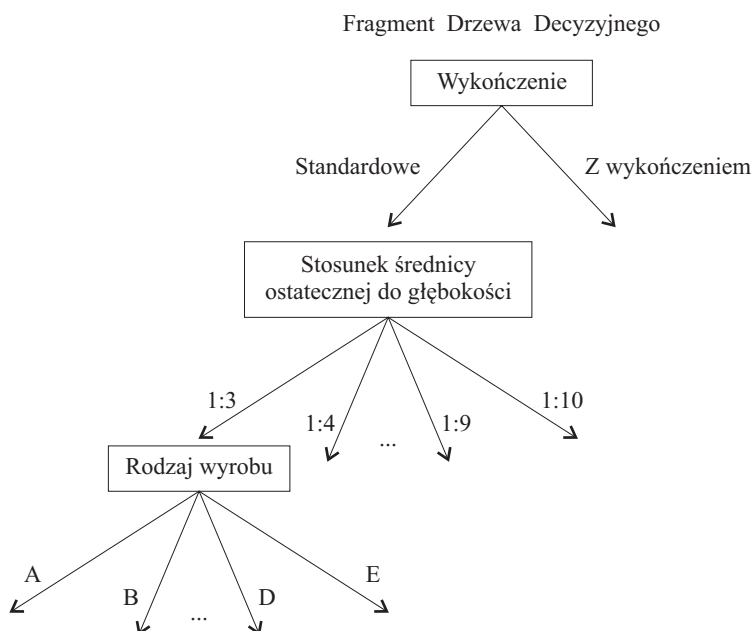 Fragment Drzewa Decyzyjnego
Wykończenie
Standardowe
Z wykończeniem
Stosunek średnicy
ostatecznej do głębokości
1:3
1:4
...
1:9
1:10
Rodzaj wyrobu
A
B
...
D
E